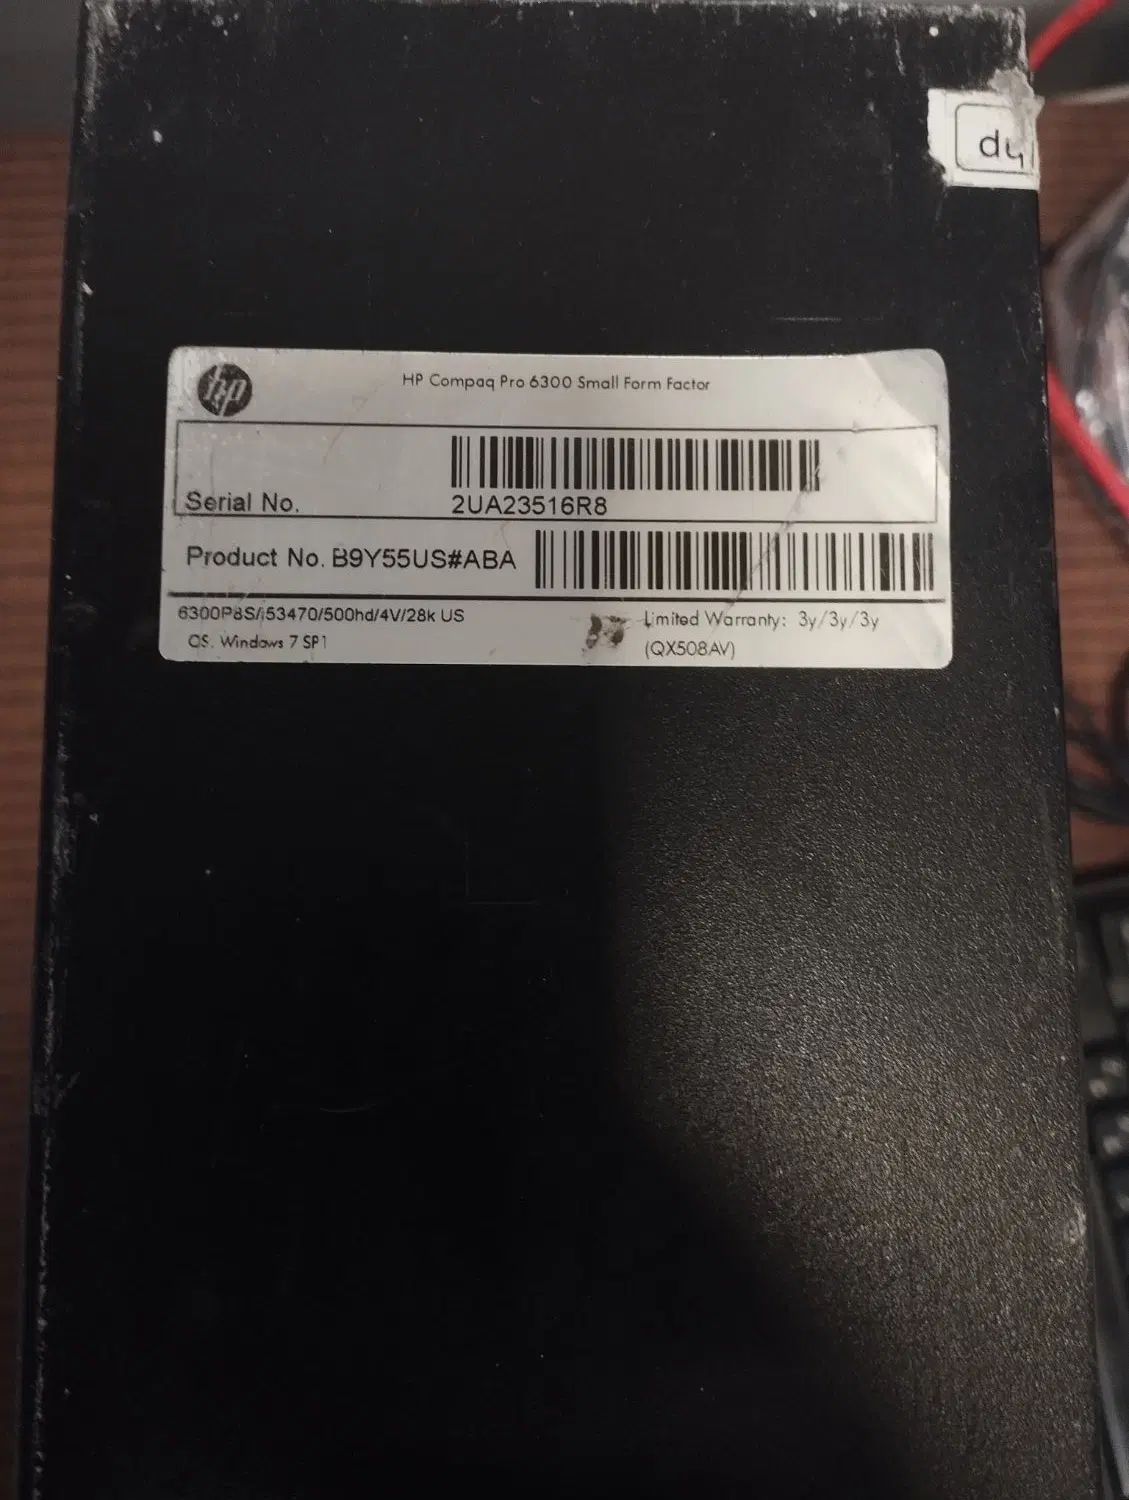 hp
HP Compaq Pro 6300 Small Form Factor
Serial No. 2UA23516R8
Product No. B9Y55US#ABA
6300P8S/i53470/500hd/4V/28k US
Limited Warranty: 3y/3y/3y
OS. Windows 7 SP1
(QX508AV)